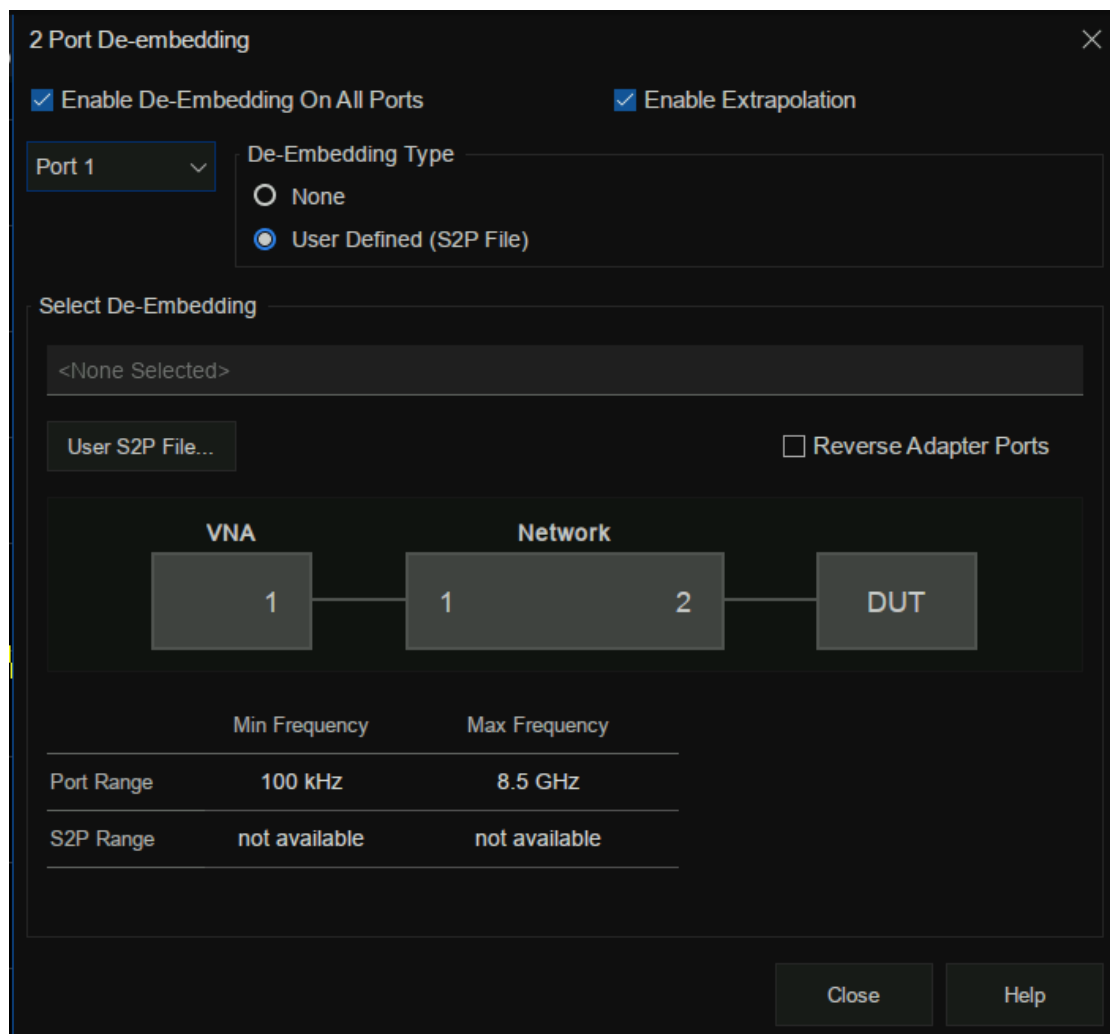 2 Port De-embedding
Enable De-Embedding On All Ports
Enable Extrapolation
Port 1
De-Embedding Type
None
User Defined (S2P File)
Select De-Embedding
<None Selected>
User S2P File...
Reverse Adapter Ports
VNA
Network
1
1
2
DUT
Min Frequency
Max Frequency
Port Range
100 kHz
8.5 GHz
S2P Range
not available
not available
Close
Help